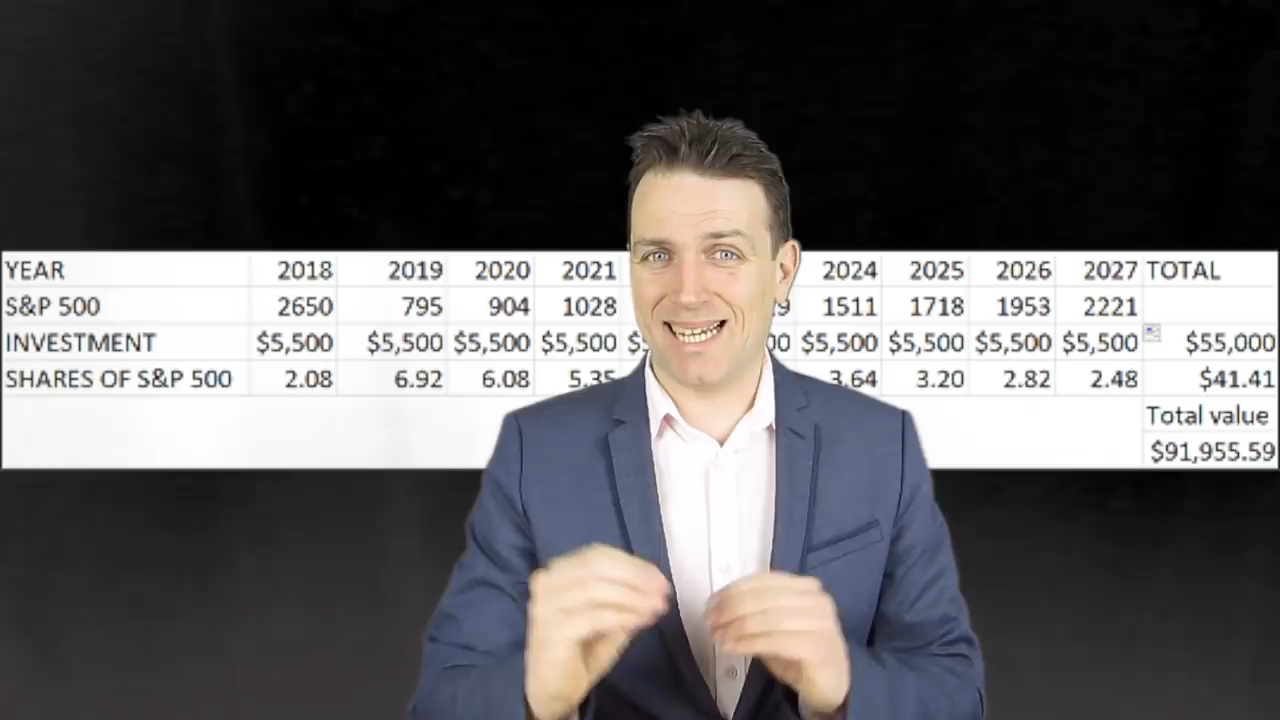 YEAR 2018 2019 2020 2021 2024 2025 2026 2027 TOTAL
S&P 500 2650 795 904 1028 1511 1718 1953 2221
INVESTMENT $5,500 $5,500 $5,500 $5,500 $5,500 $5,500 $5,500 $5,500 $55,000
SHARES OF S&P 500 2.08 6.92 6.08 5.35 3.64 3.20 2.82 2.48 $41.41
Total value
$91,955.59